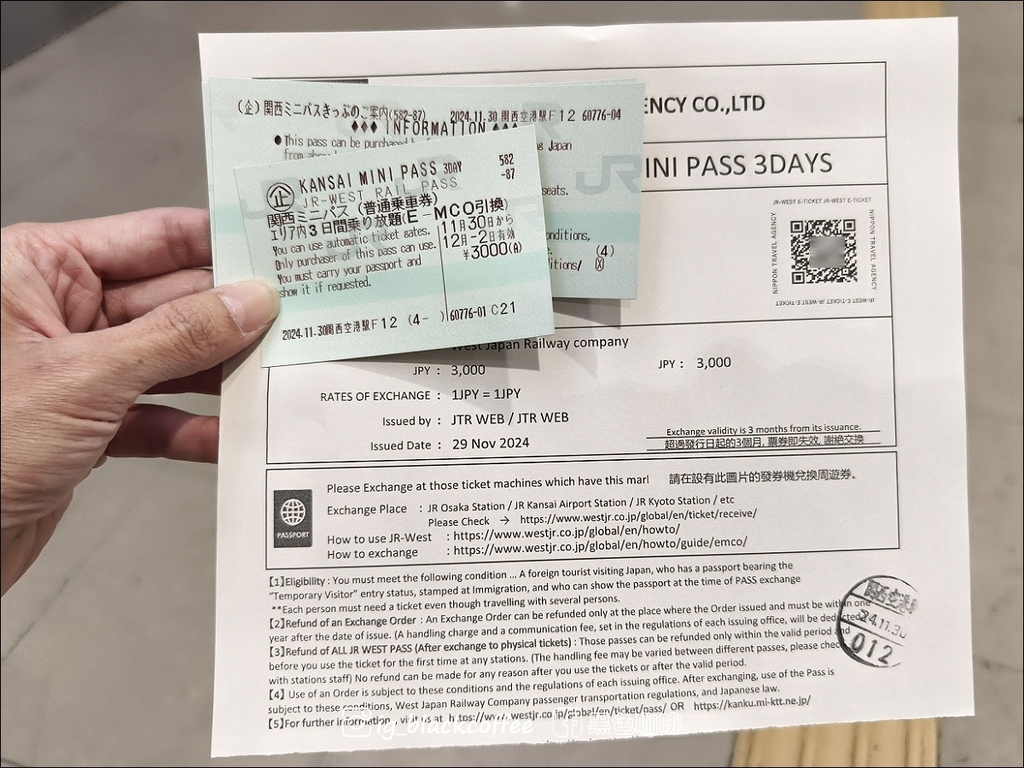 (企)関西ミニパスきっぷのご案内(582-87) 2024.11.30 関西空港駅F12 60776-04
◆◆◆ INFORMATION ◆◆◆
●This pass can be purchased
Japan
seats.
conditions,
(4)
企 KANSAI MINI PASS 3DAY 582
-87
JR-WEST RAIL PASS
関西ミニパス (普通乗車券)
エリア内3日間乗り放題(E-MCO引換)
You can use automatic ticket gates. 11月30日から
Only purchaser of this pass can use. 12月-2日有効
You must carry your passport and ¥3000(A)
show it if requested.
2024.11.30関西空港駅F12 (4- ) 60776-01 C21
JR
ENCY CO.,LTD
INI PASS 3DAYS
JR-WEST E-TICKET JR-WEST E-TICKET
NIPPON TRAVEL AGENCY
NIPPON TRAVEL AGENCY
JR-WEST E-TICKET JR-WEST E-TICKET
West Japan Railway company
JPY : 3,000 JPY : 3,000
RATES OF EXCHANGE : 1JPY = 1JPY
Issued by : JTR WEB / JTR WEB
Issued Date : 29 Nov 2024
Exchange validity is 3 months from its issuance.
超過發行日起的3個月, 票券即失效, 謝絕交換
Please Exchange at those ticket machines which have this mark 請在設有此圖片的發券機兌換周遊券。
PASSPORT
Exchange Place : JR Osaka Station / JR Kansai Airport Station / JR Kyoto Station / etc
Please Check → https://www.westjr.co.jp/global/en/ticket/receive/
How to use JR-West : https://www.westjr.co.jp/global/en/howto/
How to exchange : https://www.westjr.co.jp/global/en/howto/guide/emco/
【1】Eligibility : You must meet the following condition ... A foreign tourist visiting Japan, who has a passport bearing the
"Temporary Visitor" entry status, stamped at Immigration, and who can show the passport at the time of PASS exchange
**Each person must need a ticket even though travelling with several persons.
【2】Refund of an Exchange Order : An Exchange Order can be refunded only at the place where the Order issued and must be within one
year after the date of issue. (A handling charge and a communication fee, set in the regulations of each issuing office, will be deducted
【3】Refund of ALL JR WEST PASS (After exchange to physical tickets) : Those passes can be refunded only within the valid period and
before you use the ticket for the first time at any stations. (The handling fee may be varied between different passes, please check
with stations staff) No refund can be made for any reason after you use the tickets or after the valid period.
【4】 Use of an Order is subject to these conditions and the regulations of each issuing office. After exchanging, use of the Pass is
subject to these conditions, West Japan Railway Company passenger transportation regulations, and Japanese law.
【5】For further information, visit us at https://www.westjr.co.jp/global/en/ticket/pass/ OR https://kanku.mi-ktt.ne.jp/
関西空港
24.11.30
012
ig_blackcoffee 黑色咖啡